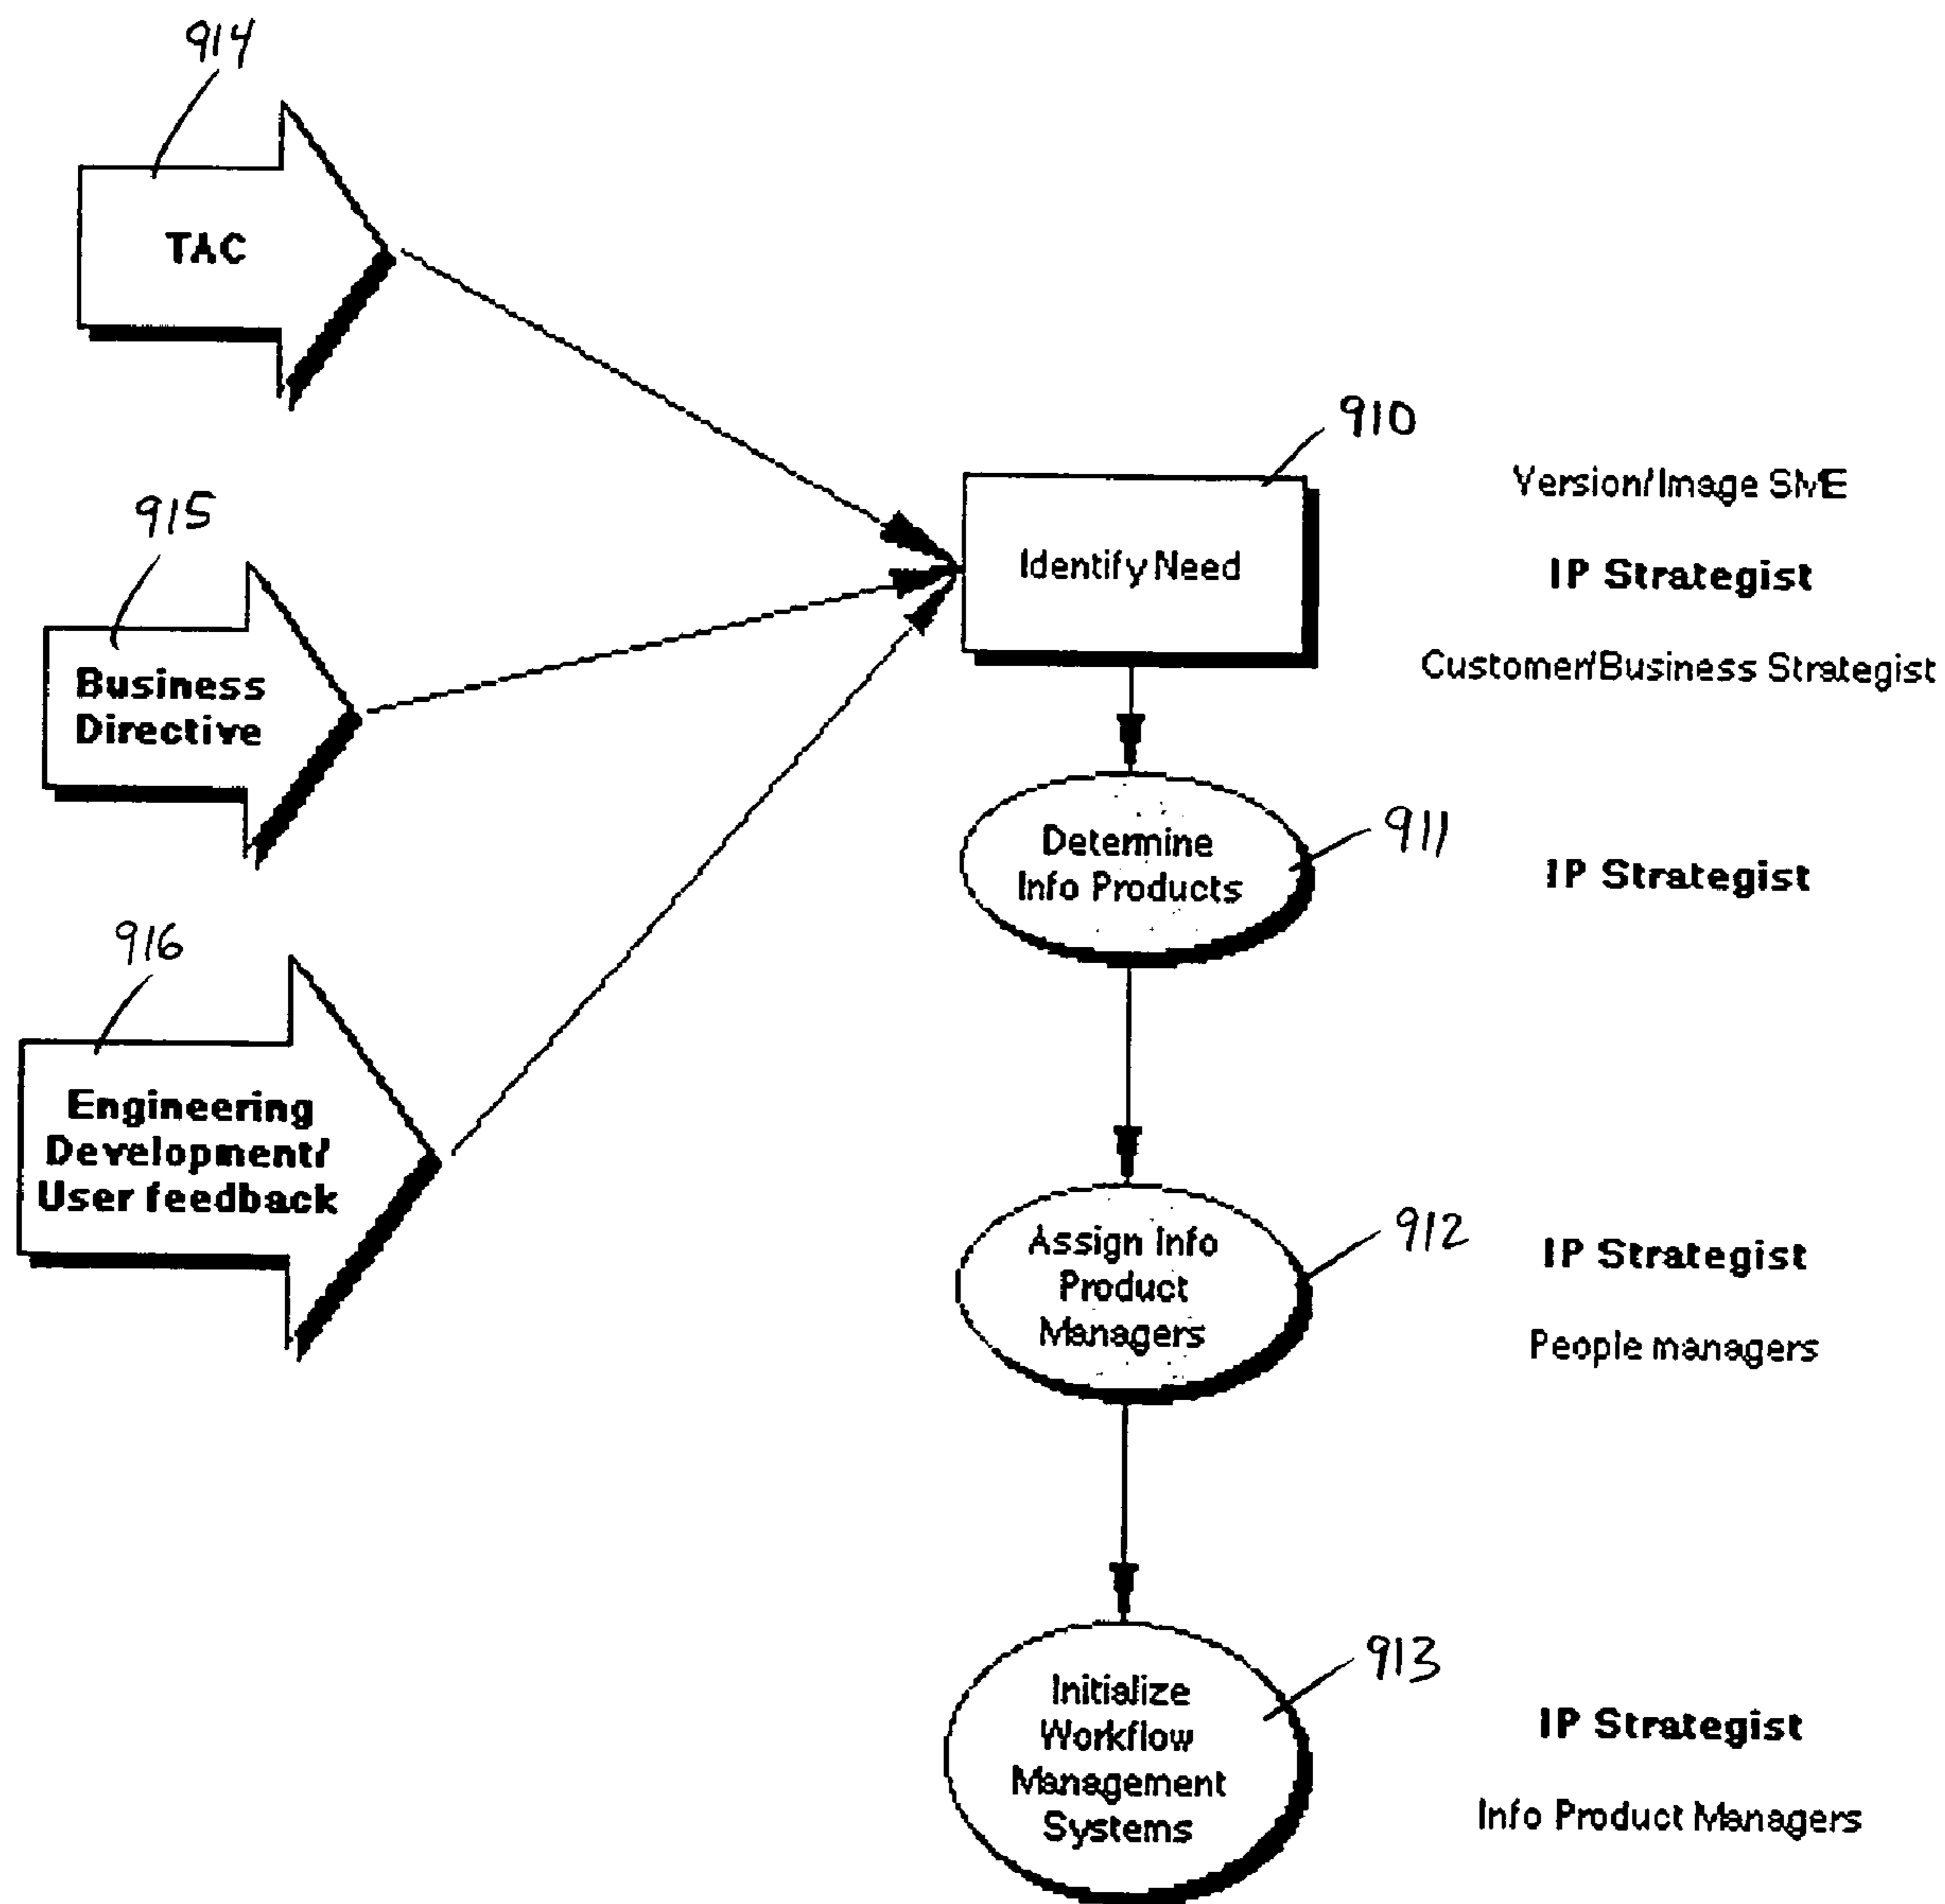 914
TAC
910
Version/Image SME
915
Identify Need
IP Strategist
Customer/Business Strategist
Business
Directive
911
Determine
Info Products
IP Strategist
916
Engineering
Development/
User feedback
912
Assign Info
Product
Managers
IP Strategist
People managers
913
Initialize
Workflow
Management
Systems
IP Strategist
Info Product Managers